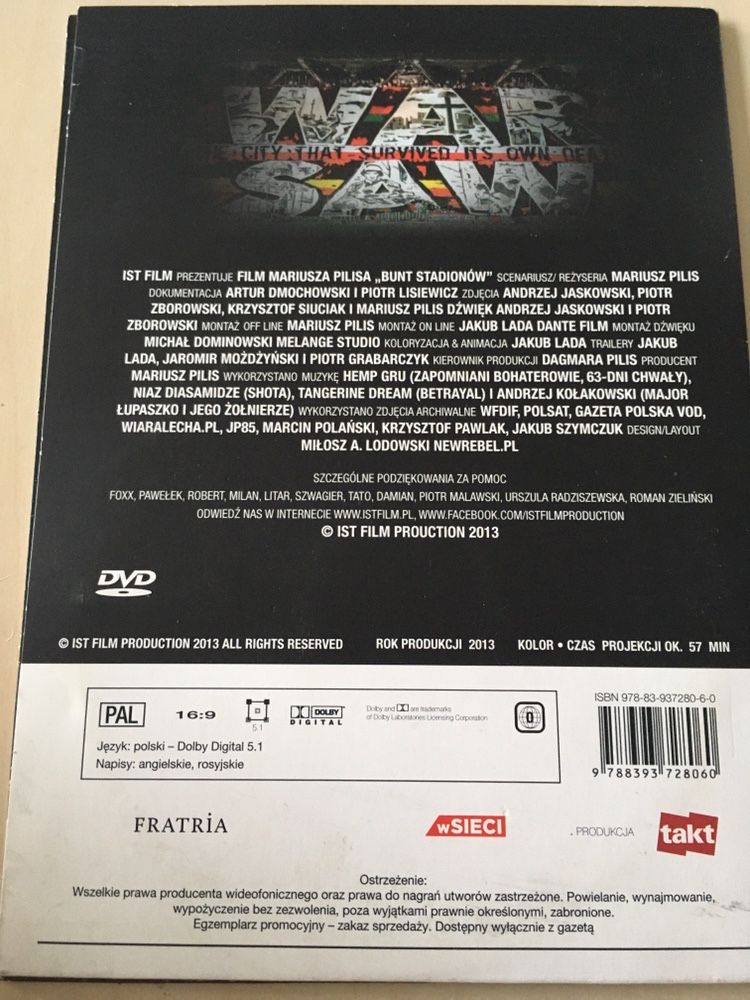 WAR
CITY THAT SURVIVED ITS OWN DEA
SAW
IST FILM PREZENTUJE FILM MARIUSZA PILISA „BUNT STADIONÓW” SCENARIUSZ/ REŻYSERIA MARIUSZ PILIS
DOKUMENTACJA ARTUR DMOCHOWSKI I PIOTR LISIEWICZ ZDJĘCIA ANDRZEJ JASKOWSKI, PIOTR
ZBOROWSKI, KRZYSZTOF SIUCIAK I MARIUSZ PILIS DŹWIĘK ANDRZEJ JASKOWSKI I PIOTR
ZBOROWSKI MONTAŻ OFF LINE MARIUSZ PILIS MONTAŻ ON LINE JAKUB LADA DANTE FILM MONTAŻ DŹWIĘKU
MICHAŁ DOMINOWSKI MELANGE STUDIO KOLORYZACJA & ANIMACJA JAKUB LADA TRAILERY JAKUB
LADA, JAROMIR MOŻDŻYŃSKI I PIOTR GRABARCZYK KIEROWNIK PRODUKCJI DAGMARA PILIS PRODUCENT
MARIUSZ PILIS WYKORZYSTANO MUZYKĘ HEMP GRU (ZAPOMNIANI BOHATEROWIE, 63-DNI CHWAŁY),
NIAZ DIASAMIDZE (SHOTA), TANGERINE DREAM (BETRAYAL) I ANDRZEJ KOŁAKOWSKI (MAJOR
ŁUPASZKO I JEGO ŻOŁNIERZE) WYKORZYSTANO ZDJĘCIA ARCHIWALNE WFDIF, POLSAT, GAZETA POLSKA VOD,
WIARALECHA.PL, JP85, MARCIN POLAŃSKI, KRZYSZTOF PAWLAK, JAKUB SZYMCZUK DESIGN/LAYOUT
MIŁOSZ A. LODOWSKI NEWREBEL.PL
SZCZEGÓLNE PODZIĘKOWANIA ZA POMOC
FOXX, PAWEŁEK, ROBERT, MILAN, LITAR, SZWAGIER, TATO, DAMIAN, PIOTR MALAWSKI, URSZULA RADZISZEWSKA, ROMAN ZIELIŃSKI
ODWIEDŹ NAS W INTERNECIE WWW.ISTFILM.PL, WWW.FACEBOOK.COM/ISTFILMPRODUCTION
© IST FILM PROUCTION 2013
DVD
© IST FILM PRODUCTION 2013 ALL RIGHTS RESERVED ROK PRODUKCJI 2013 KOLOR • CZAS PROJEKCJI OK. 57 MIN
ISBN 978-83-937280-6-0
PAL 16:9 5.1 DOLBY DIGITAL
Dolby and are trademarks
of Dolby Laboratories Licensing Corporation
0
Język: polski – Dolby Digital 5.1
Napisy: angielskie, rosyjskie
9 788393 728060
FRATRIA wSIECI . PRODUKCJA takt
Ostrzeżenie:
Wszelkie prawa producenta wideofonicznego oraz prawa do nagrań utworów zastrzeżone. Powielanie, wynajmowanie,
wypożyczenie bez zezwolenia, poza wyjątkami prawnie określonymi, zabronione.
Egzemplarz promocyjny – zakaz sprzedaży. Dostępny wyłącznie z gazetą